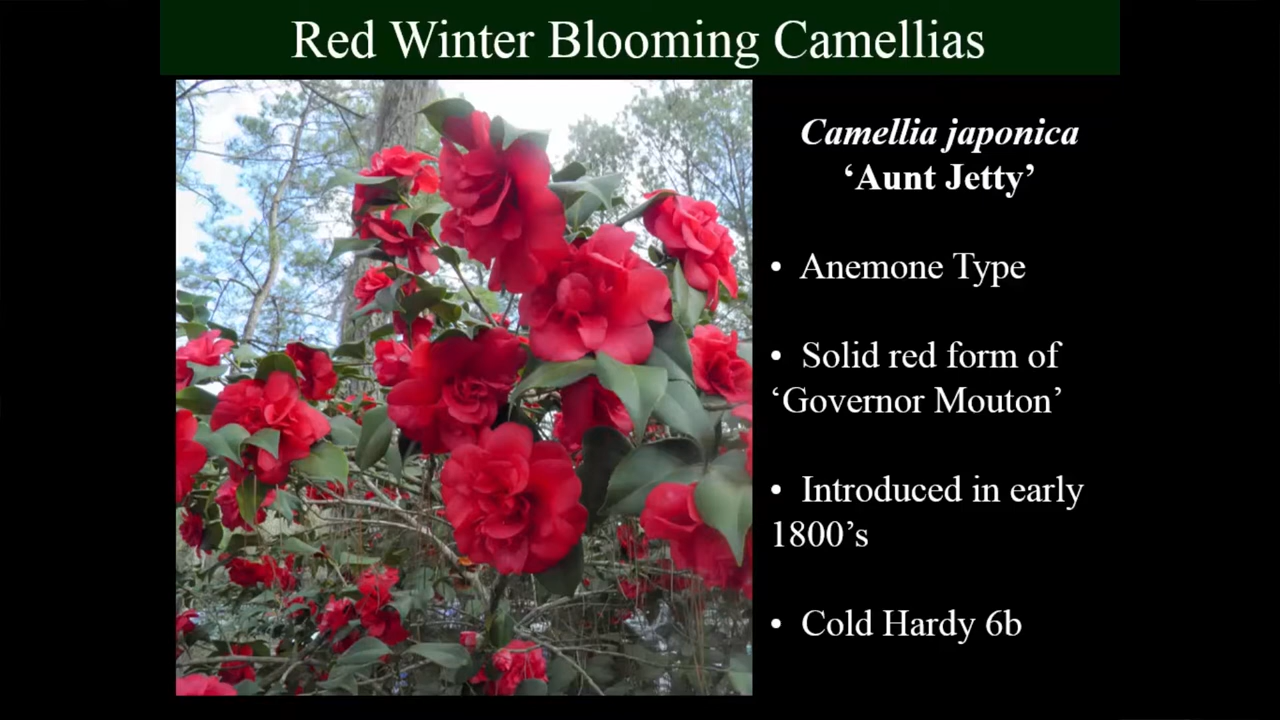 Red Winter Blooming Camellias
Camellia japonica
‘Aunt Jetty’
• Anemone Type
• Solid red form of
‘Governor Mouton’
• Introduced in early
1800’s
• Cold Hardy 6b